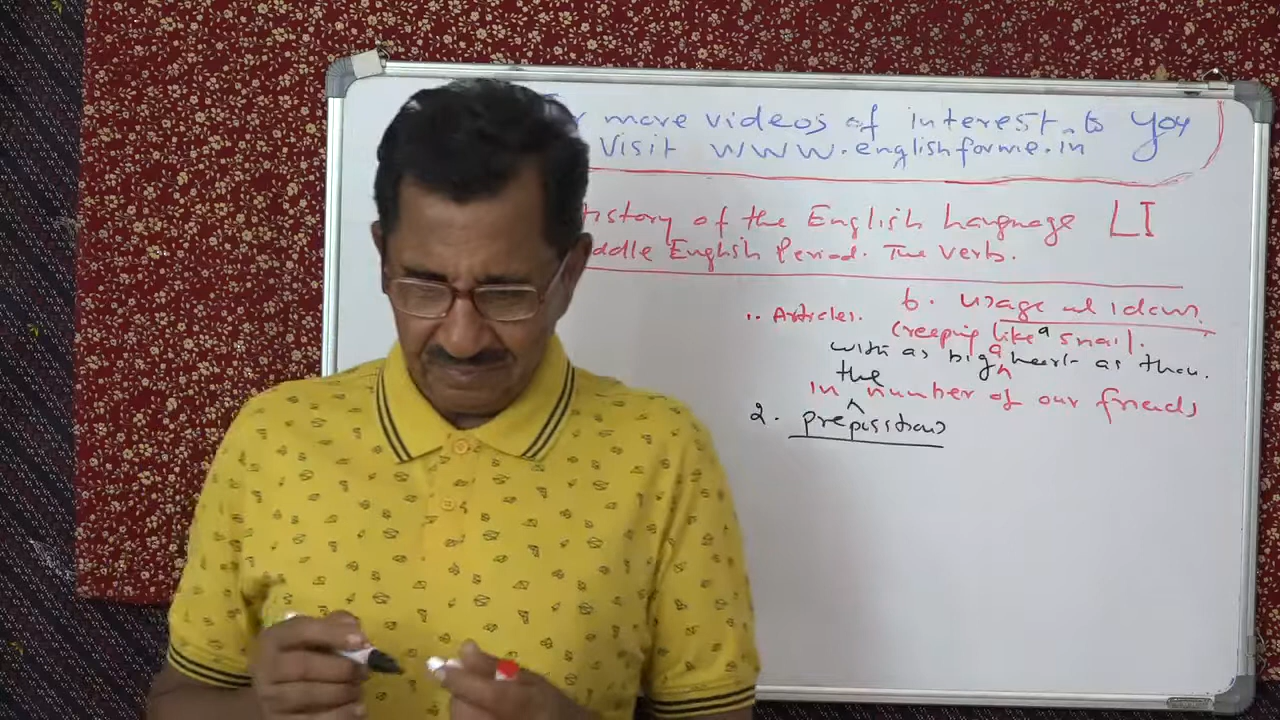 more videos of interest to you
Visit www.englishforme.in
History of the English Language LI
ddle English Period. The Verb.
6. usage and idiom
1. Articles. Creeping like a snail.
with as big a heart as thou.
In the number of our friends
2. prepositions